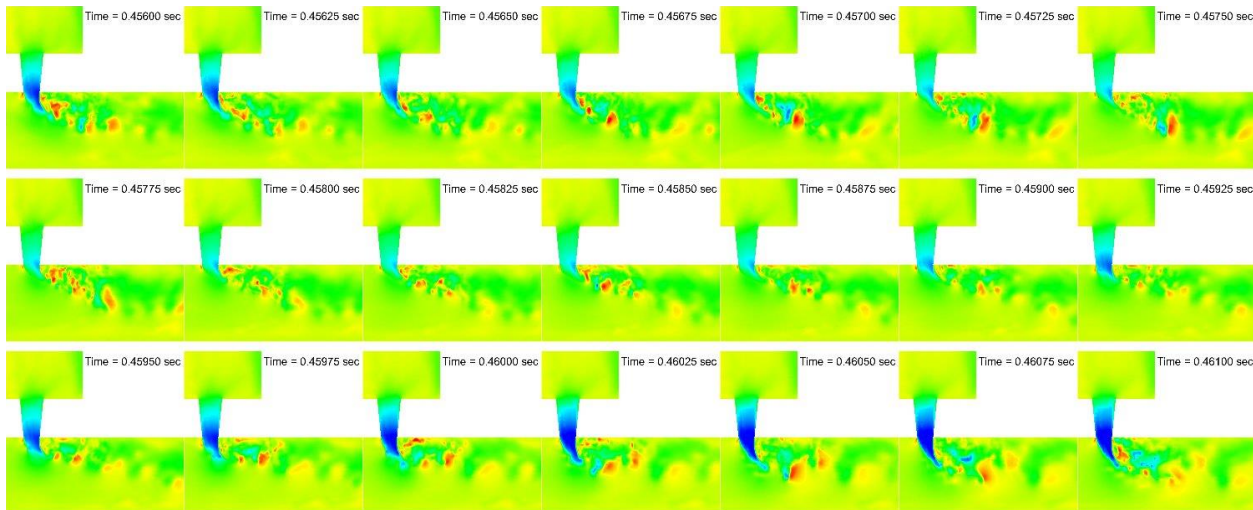 Time = 0.45600 sec
Time = 0.45625 sec
Time = 0.45650 sec
Time = 0.45675 sec
Time = 0.45700 sec
Time = 0.45725 sec
Time = 0.45750 sec
Time = 0.45775 sec
Time = 0.45800 sec
Time = 0.45825 sec
Time = 0.45850 sec
Time = 0.45875 sec
Time = 0.45900 sec
Time = 0.45925 sec
Time = 0.45950 sec
Time = 0.45975 sec
Time = 0.46000 sec
Time = 0.46025 sec
Time = 0.46050 sec
Time = 0.46075 sec
Time = 0.46100 sec